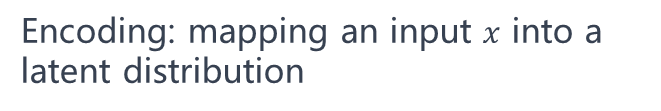 Encoding: mapping an input x into a
latent distribution